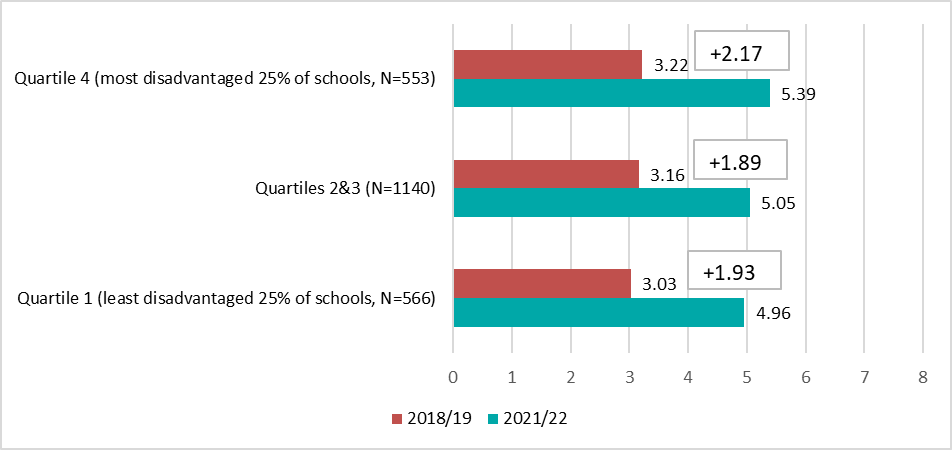 Quartile 4 (most disadvantaged 25% of schools, N=553)
3.22
+2.17
5.39
Quartiles 2&3 (N=1140)
3.16
+1.89
5.05
Quartile 1 (least disadvantaged 25% of schools, N=566)
3.03
+1.93
4.96
0 1 2 3 4 5 6 7 8
2018/19 2021/22